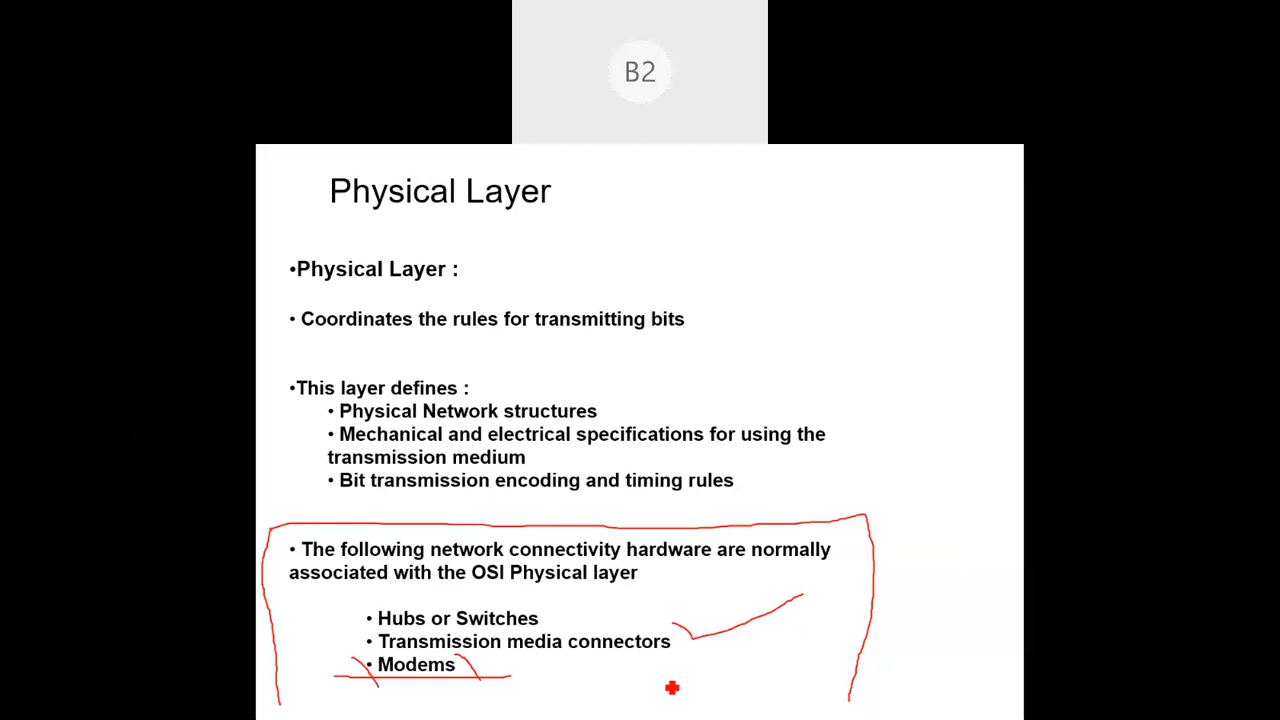 B2
Physical Layer
•Physical Layer :
• Coordinates the rules for transmitting bits
•This layer defines :
• Physical Network structures
• Mechanical and electrical specifications for using the
transmission medium
• Bit transmission encoding and timing rules
• The following network connectivity hardware are normally
associated with the OSI Physical layer
• Hubs or Switches
• Transmission media connectors
• Modems